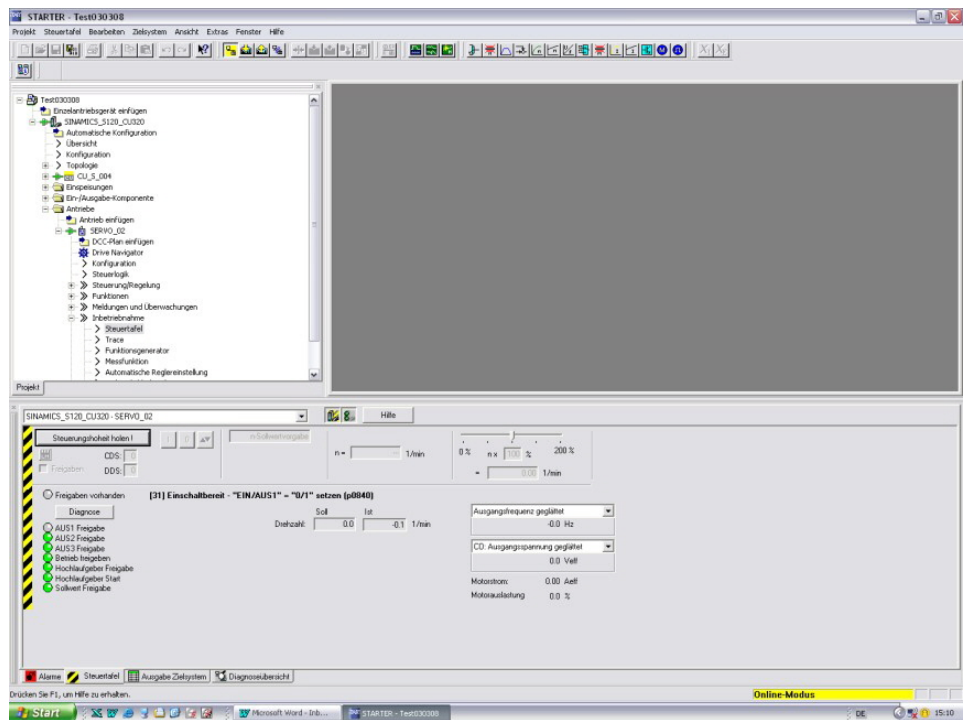 STARTER - Test030308
Projekt Steuertafel Bearbeiten Zielsystem Ansicht Extras Fenster Hilfe
Test030308
Einzelantriebsgerät einfügen
SINAMICS_S120_CU320
Automatische Konfiguration
Übersicht
Konfiguration
Topologie
CU_S_004
Einspeisungen
Ein-/Ausgabe-Komponente
Antriebe
Antrieb einfügen
SERVO_02
DCC-Plan einfügen
Drive Navigator
Konfiguration
Steuerlogik
Steuerung/Regelung
Funktionen
Meldungen und Überwachungen
Inbetriebnahme
Steuertafel
Trace
Funktionsgenerator
Messfunktion
Automatische Reglereinstellung
Projekt
SINAMICS_S120_CU320 - SERVO_02 Hilfe
Steuerungshoheit holen ! I 0 n-Sollwertvorgabe
n = 1/min 0 % n x 100 % 200 %
CDS: 0
Freigaben DDS: 0 = 0.00 1/min
Freigaben vorhanden [31] Einschaltbereit - "EIN/AUS1" = "0/1" setzen (p0840)
Diagnose Soll Ist Ausgangsfrequenz geglättet
Drehzahl: 0.0 -0.1 1/min -0.0 Hz
AUS1 Freigabe
AUS2 Freigabe
AUS3 Freigabe CO: Ausgangsspannung geglättet
Betrieb freigeben 0.0 Veff
Hochlaufgeber Freigabe
Hochlaufgeber Start Motorstrom: 0.00 Aeff
Sollwert Freigabe Motorauslastung 0.0 %
Alarme Steuertafel Ausgabe Zielsystem Diagnoseübersicht
Drücken Sie F1, um Hilfe zu erhalten. Online-Modus
Start Microsoft Word - Inb... STARTER - Test030308 DE 15:10